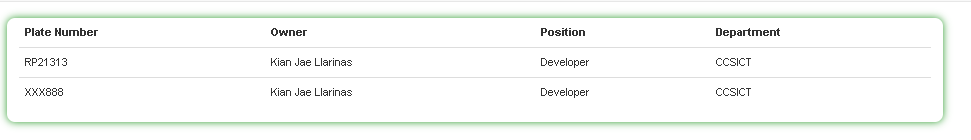 Plate Number Owner Position Department
RP21313 Kian Jae Llarinas Developer CCSICT
XXX888 Kian Jae Llarinas Developer CCSICT